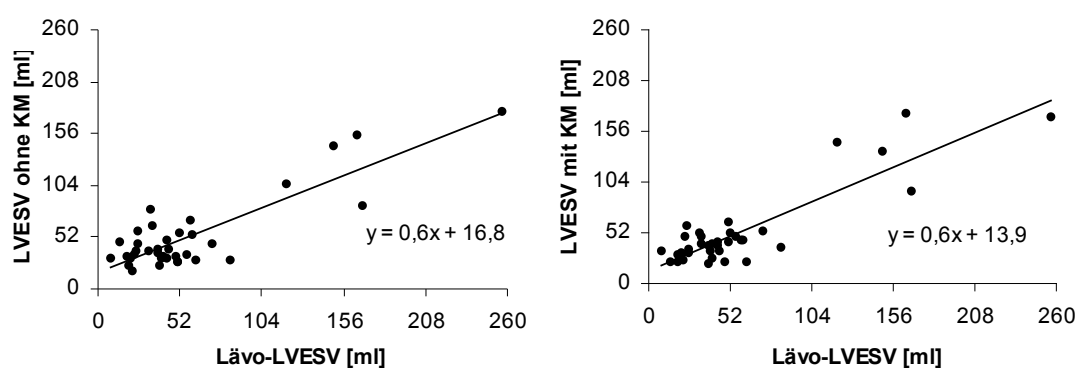 260
208
156
104
52
0
LVESV ohne KM [ml]
y = 0,6x + 16,8
0 52 104 156 208 260
Lävo-LVESV [ml]
260
208
156
104
52
0
LVESV mit KM [ml]
y = 0,6x + 13,9
0 52 104 156 208 260
Lävo-LVESV [ml]